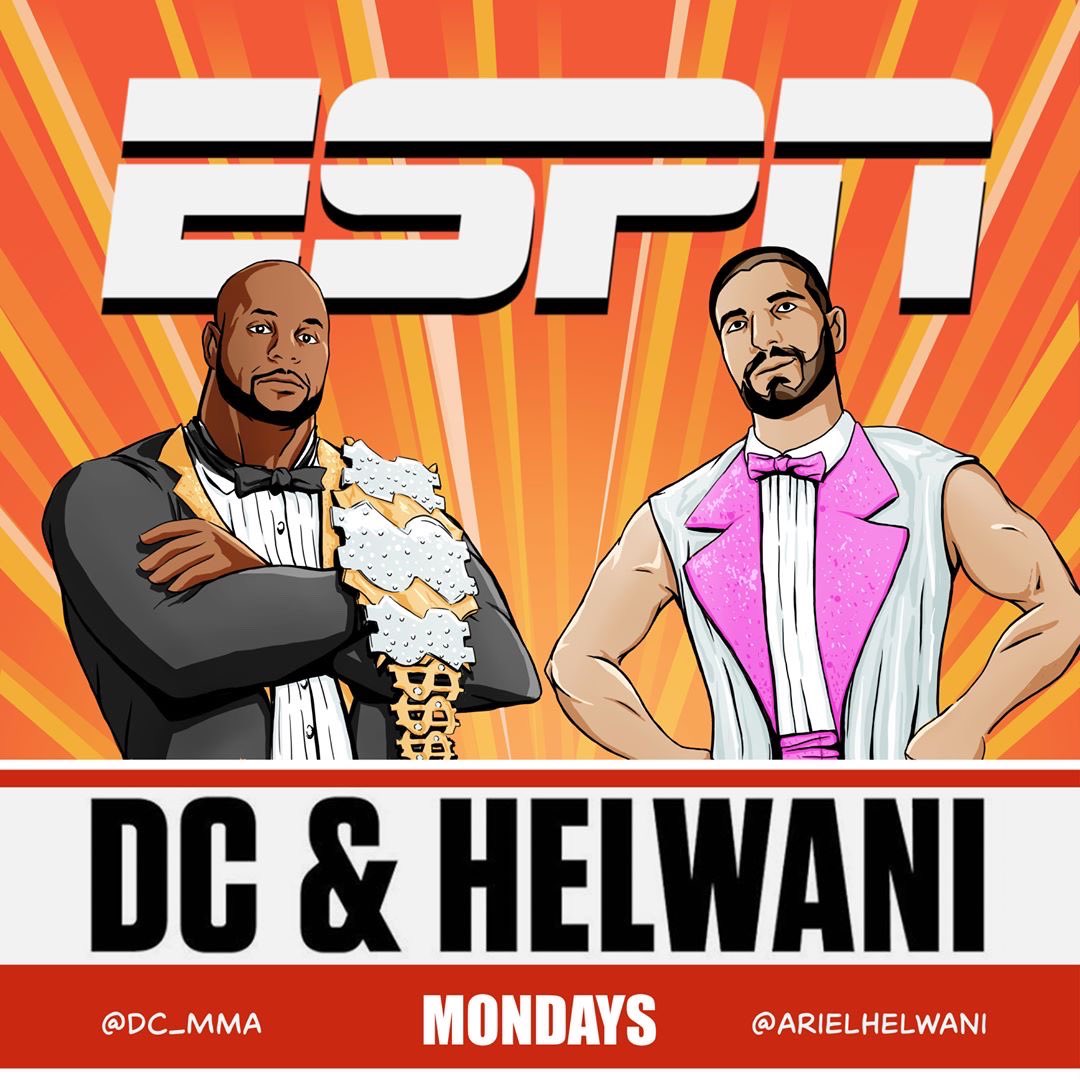 ESPN
DC & HELWANI
@DC_MMA
MONDAYS
@ARIELHELWANI